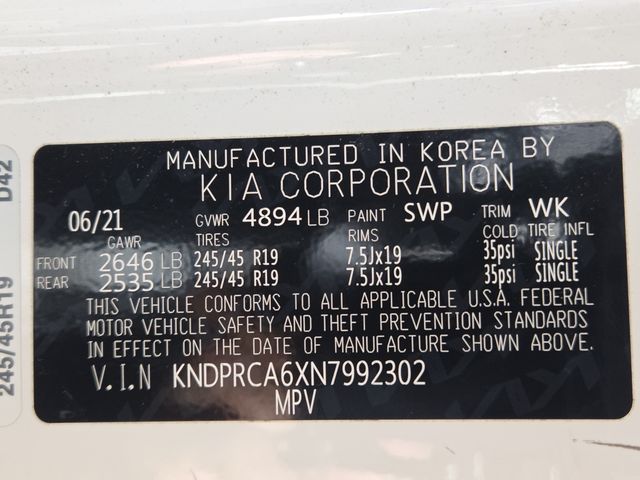 MANUFACTURED IN KOREA BY
KIA CORPORATION
06/21 GVWR 4894 LB PAINT SWP TRIM WK
GAWR TIRES RIMS COLD TIRE INFL
FRONT 2646 LB 245/45 R19 7.5Jx19 35psi SINGLE
REAR 2535 LB 245/45 R19 7.5Jx19 35psi SINGLE
THIS VEHICLE CONFORMS TO ALL APPLICABLE U.S.A. FEDERAL
MOTOR VEHICLE SAFETY AND THEFT PREVENTION STANDARDS
IN EFFECT ON THE DATE OF MANUFACTURE SHOWN ABOVE.
V.I.N KNDPRCA6XN7992302
MPV
245/45R19 D42